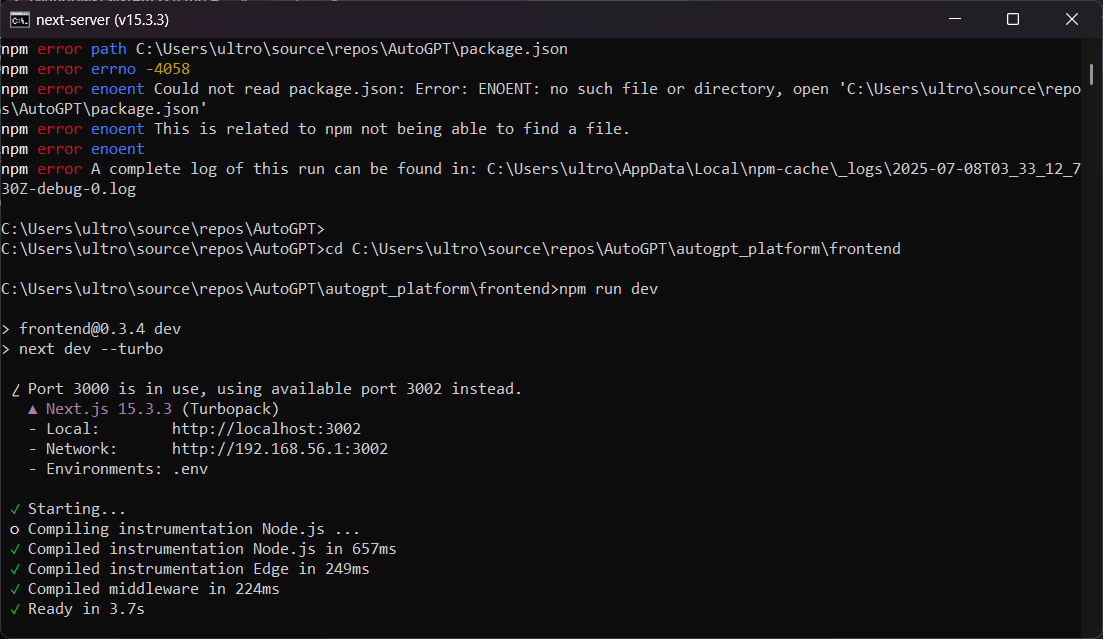 next-server (v15.3.3)
npm error path C:\Users\ultro\source\repos\AutoGPT\package.json
npm error errno -4058
npm error enoent Could not read package.json: Error: ENOENT: no such file or directory, open 'C:\Users\ultro\source\repo
s\AutoGPT\package.json'
npm error enoent This is related to npm not being able to find a file.
npm error enoent
npm error A complete log of this run can be found in: C:\Users\ultro\AppData\Local\npm-cache\_logs\2025-07-08T03_33_12_7
30Z-debug-0.log
C:\Users\ultro\source\repos\AutoGPT>
C:\Users\ultro\source\repos\AutoGPT>cd C:\Users\ultro\source\repos\AutoGPT\autogpt_platform\frontend
C:\Users\ultro\source\repos\AutoGPT\autogpt_platform\frontend>npm run dev
> frontend@0.3.4 dev
> next dev --turbo
⚠ Port 3000 is in use, using available port 3002 instead.
▲ Next.js 15.3.3 (Turbopack)
- Local: http://localhost:3002
- Network: http://192.168.56.1:3002
- Environments: .env
✓ Starting...
○ Compiling instrumentation Node.js ...
✓ Compiled instrumentation Node.js in 657ms
✓ Compiled instrumentation Edge in 249ms
✓ Compiled middleware in 224ms
✓ Ready in 3.7s